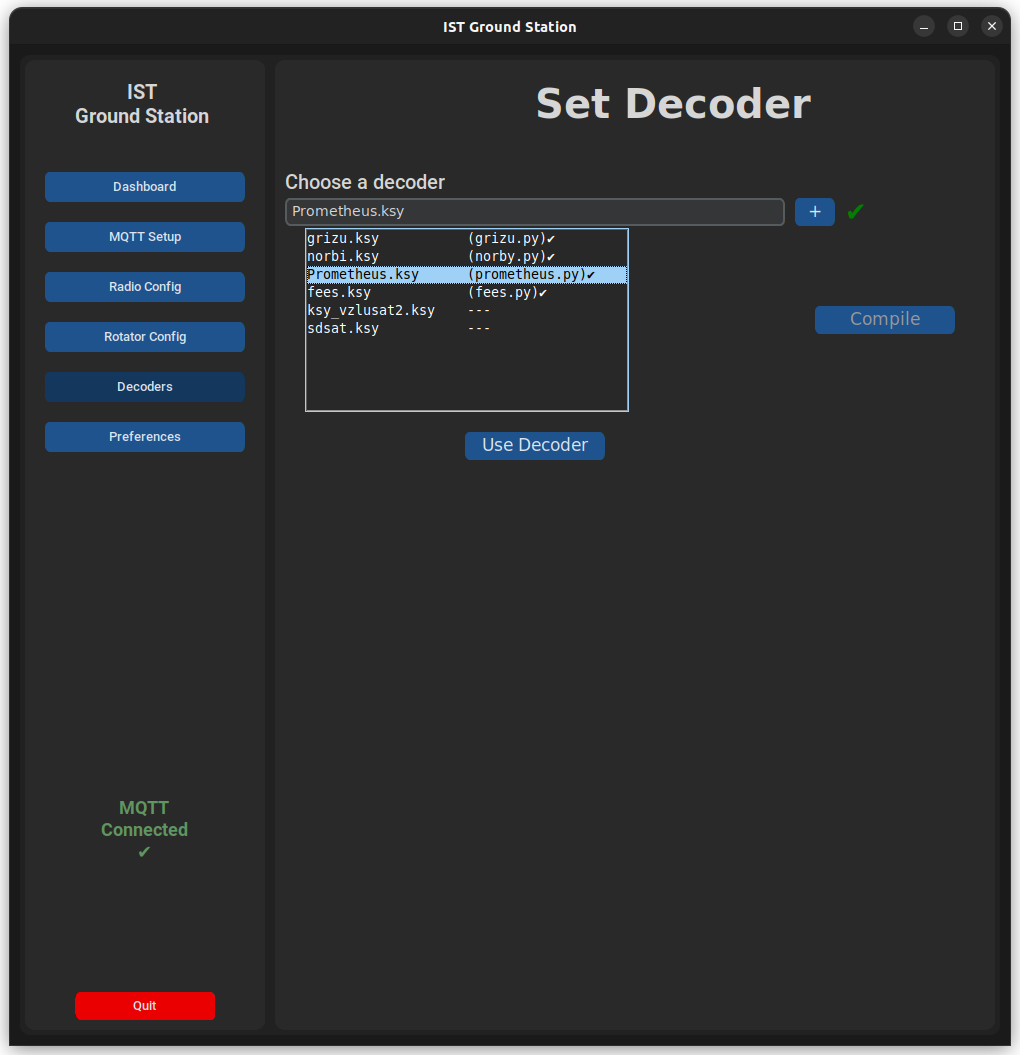 IST Ground Station
IST
Ground Station
Dashboard
MQTT Setup
Radio Config
Rotator Config
Decoders
Preferences
MQTT
Connected
✔
Quit
Set Decoder
Choose a decoder
Prometheus.ksy + ✔
grizu.ksy (grizu.py)✔
norbi.ksy (norby.py)✔
Prometheus.ksy (prometheus.py)✔
fees.ksy (fees.py)✔
ksy_vzlusat2.ksy ---
sdsat.ksy ---
Compile
Use Decoder